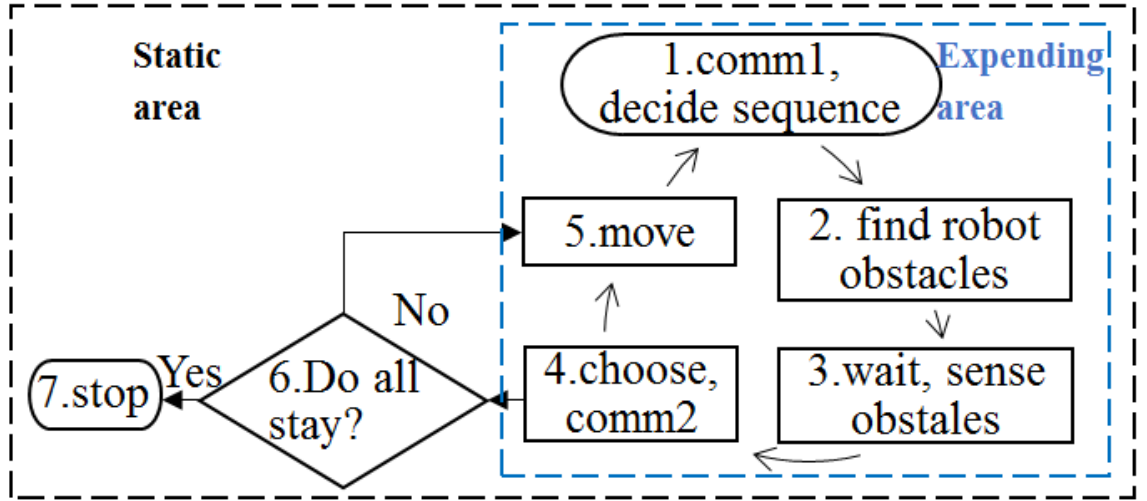 Static
area
1.comm1,
decide sequence
Expending
area
5.move
2. find robot
obstacles
No
4.choose,
comm2
3.wait, sense
obstales
6.Do all
stay?
Yes
7.stop